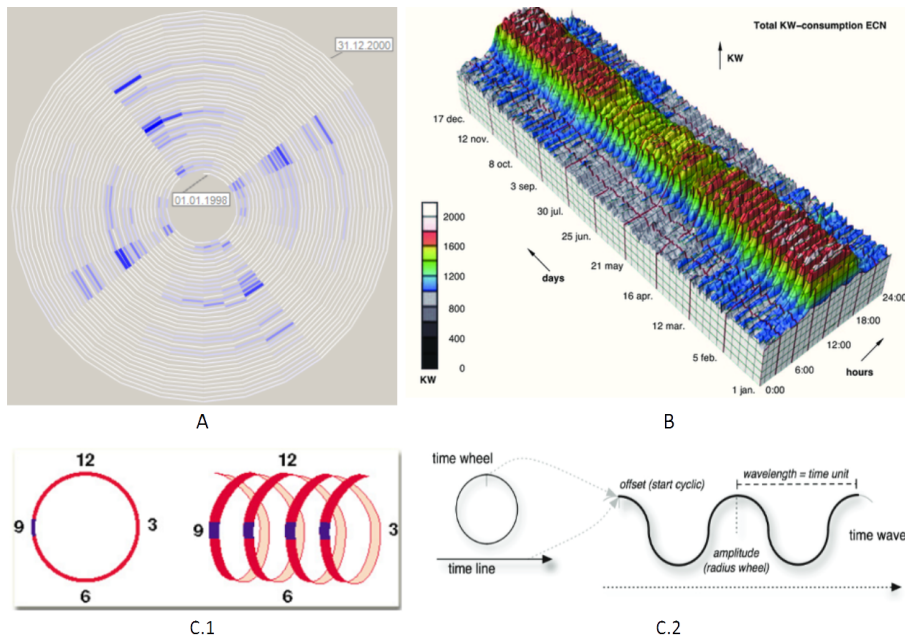 31.12.2000
01.01.1998
A
Total KW-consumption ECN
KW
17 dec.
12 nov.
8 oct.
3 sep.
30 jul.
25 jun.
21 may
16 apr.
12 mar.
5 feb.
1 jan.
days
2000
1600
1200
800
400
0
KW
0:00
6:00
12:00
18:00
24:00
hours
B
12
9
3
6
12
9
3
6
C.1
time wheel
time line
offset (start cyclic)
wavelength = time unit
amplitude
(radius wheel)
time wave
C.2